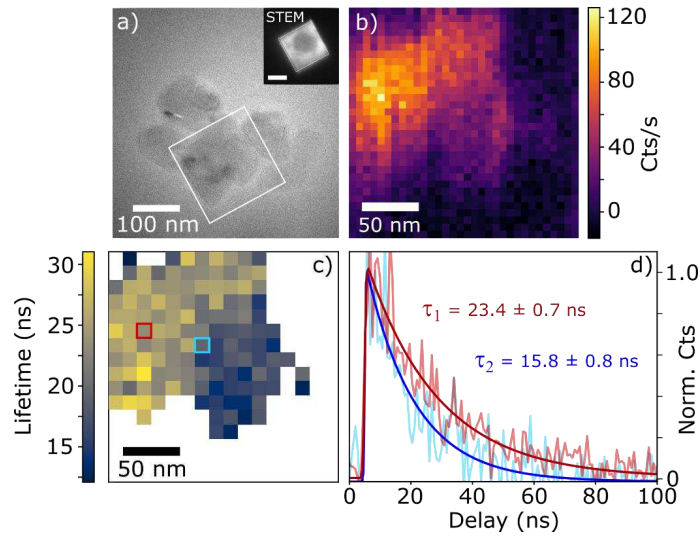 a)
STEM
100 nm
b)
50 nm
120
80
40
0
Cts/s
c)
30
25
20
15
Lifetime (ns)
50 nm
d)
τ₁ = 23.4 ± 0.7 ns
τ₂ = 15.8 ± 0.8 ns
1.0
0
Norm. Cts
0 20 40 60 80 100
Delay (ns)